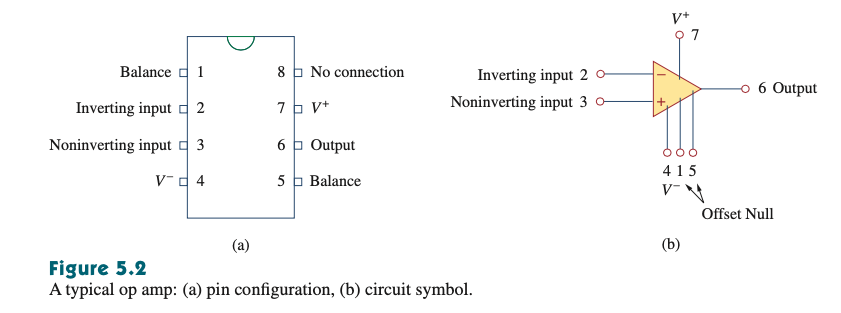 Balance 1
Inverting input 2
Noninverting input 3
V⁻ 4
8 No connection
7 V⁺
6 Output
5 Balance
(a)
V⁺
7
Inverting input 2
Noninverting input 3
−
+
6 Output
4 1 5
V⁻
Offset Null
(b)
Figure 5.2
A typical op amp: (a) pin configuration, (b) circuit symbol.